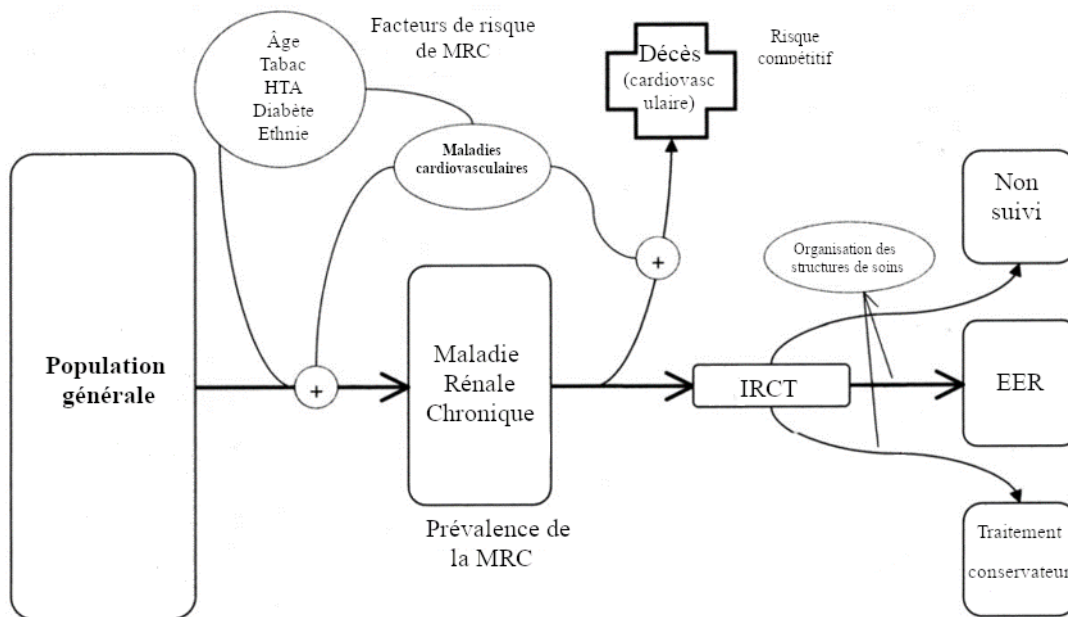 Âge
Tabac
HTA
Diabète
Ethnie
Facteurs de risque
de MRC
Maladies
cardiovasculaires
Décès
(cardiovasc
ulaire)
Risque
compétitif
Non
suivi
Organisation des
structures de soins
Population
générale
+
+
Maladie
Rénale
Chronique
IRCT
EER
Prévalence de
la MRC
Traitement
conservateur